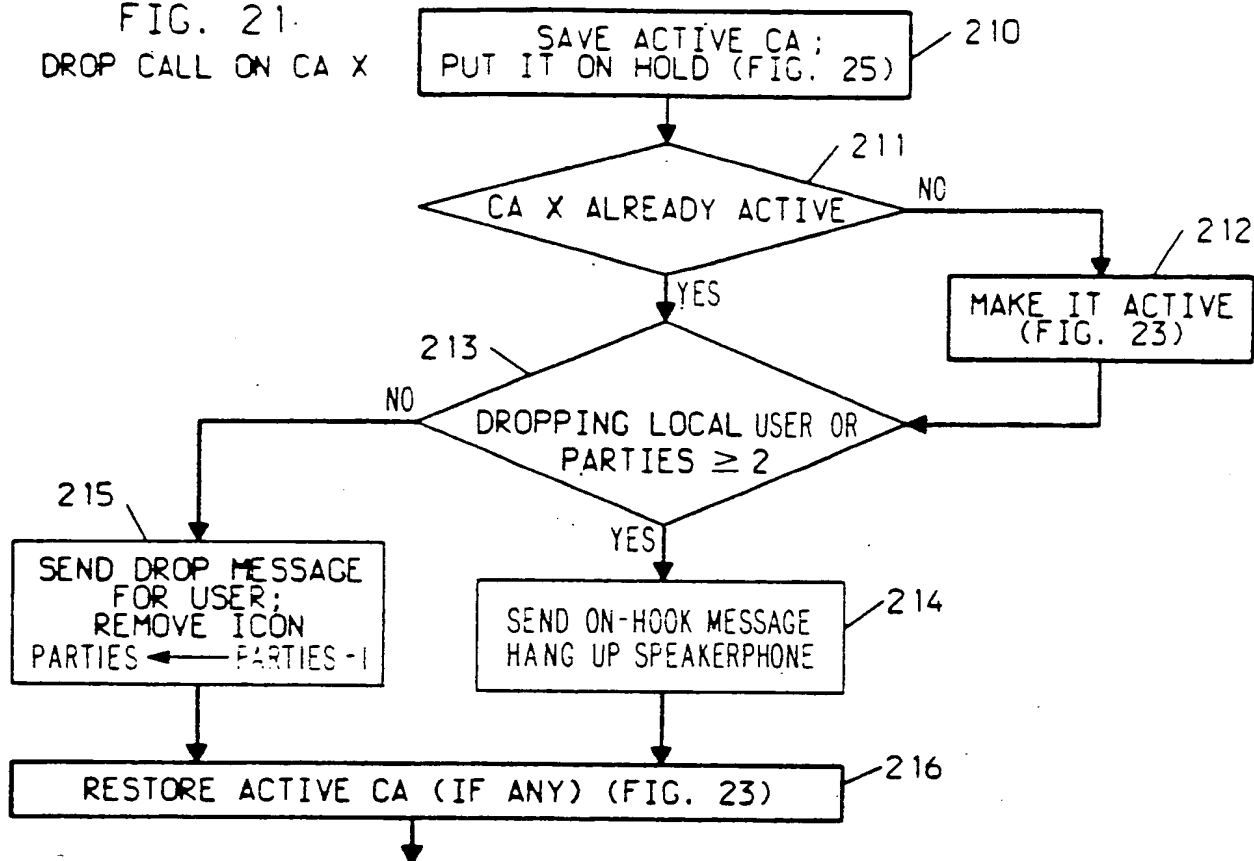 FIG. 21
DROP CALL ON CA X
SAVE ACTIVE CA;
PUT IT ON HOLD (FIG. 25)
210
211
CA X ALREADY ACTIVE
NO
YES
212
MAKE IT ACTIVE
(FIG. 23)
213
NO
DROPPING LOCAL USER OR
PARTIES ≥ 2
YES
215
SEND DROP MESSAGE
FOR USER;
REMOVE ICON
PARTIES ← PARTIES -1
SEND ON-HOOK MESSAGE
HANG UP SPEAKERPHONE
214
RESTORE ACTIVE CA (IF ANY) (FIG. 23)
216